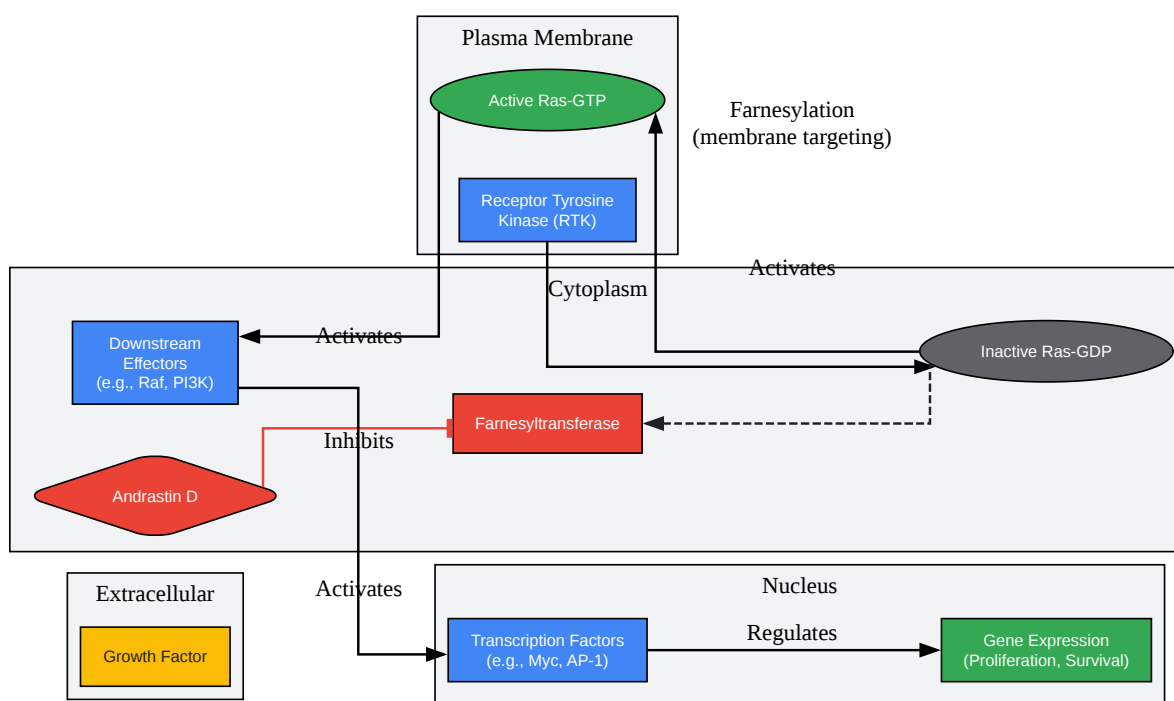 Plasma Membrane
Active Ras-GTP
Farnesylation
(membrane targeting)
Receptor Tyrosine
Kinase (RTK)
Activates
Cytoplasm
Downstream
Effectors
(e.g., Raf, PI3K)
Activates
Inactive Ras-GDP
Farnesyltransferase
Inhibits
Andrastin D
Extracellular
Growth Factor
Activates
Nucleus
Transcription Factors
(e.g., Myc, AP-1)
Regulates
Gene Expression
(Proliferation, Survival)